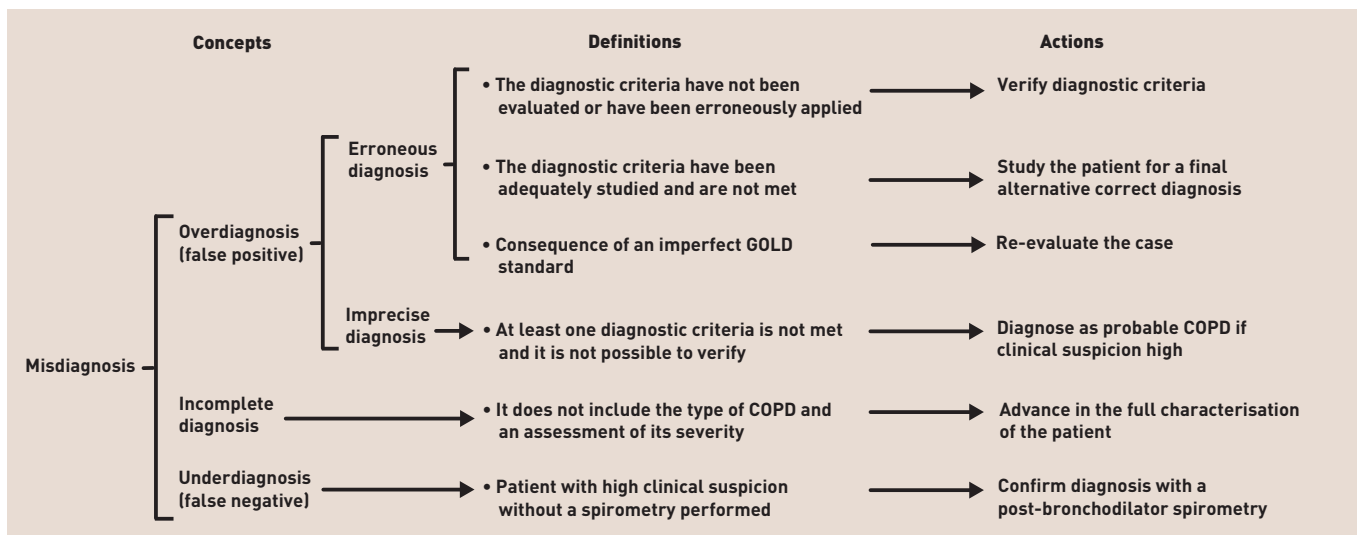 Concepts
Definitions
Actions
Misdiagnosis
Overdiagnosis
(false positive)
Erroneous
diagnosis
• The diagnostic criteria have not been
evaluated or have been erroneously applied
Verify diagnostic criteria
• The diagnostic criteria have been
adequately studied and are not met
Study the patient for a final
alternative correct diagnosis
• Consequence of an imperfect GOLD
standard
Re-evaluate the case
Imprecise
diagnosis
• At least one diagnostic criteria is not met
and it is not possible to verify
Diagnose as probable COPD if
clinical suspicion high
Incomplete
diagnosis
• It does not include the type of COPD and
an assessment of its severity
Advance in the full characterisation
of the patient
Underdiagnosis
(false negative)
• Patient with high clinical suspicion
without a spirometry performed
Confirm diagnosis with a
post-bronchodilator spirometry